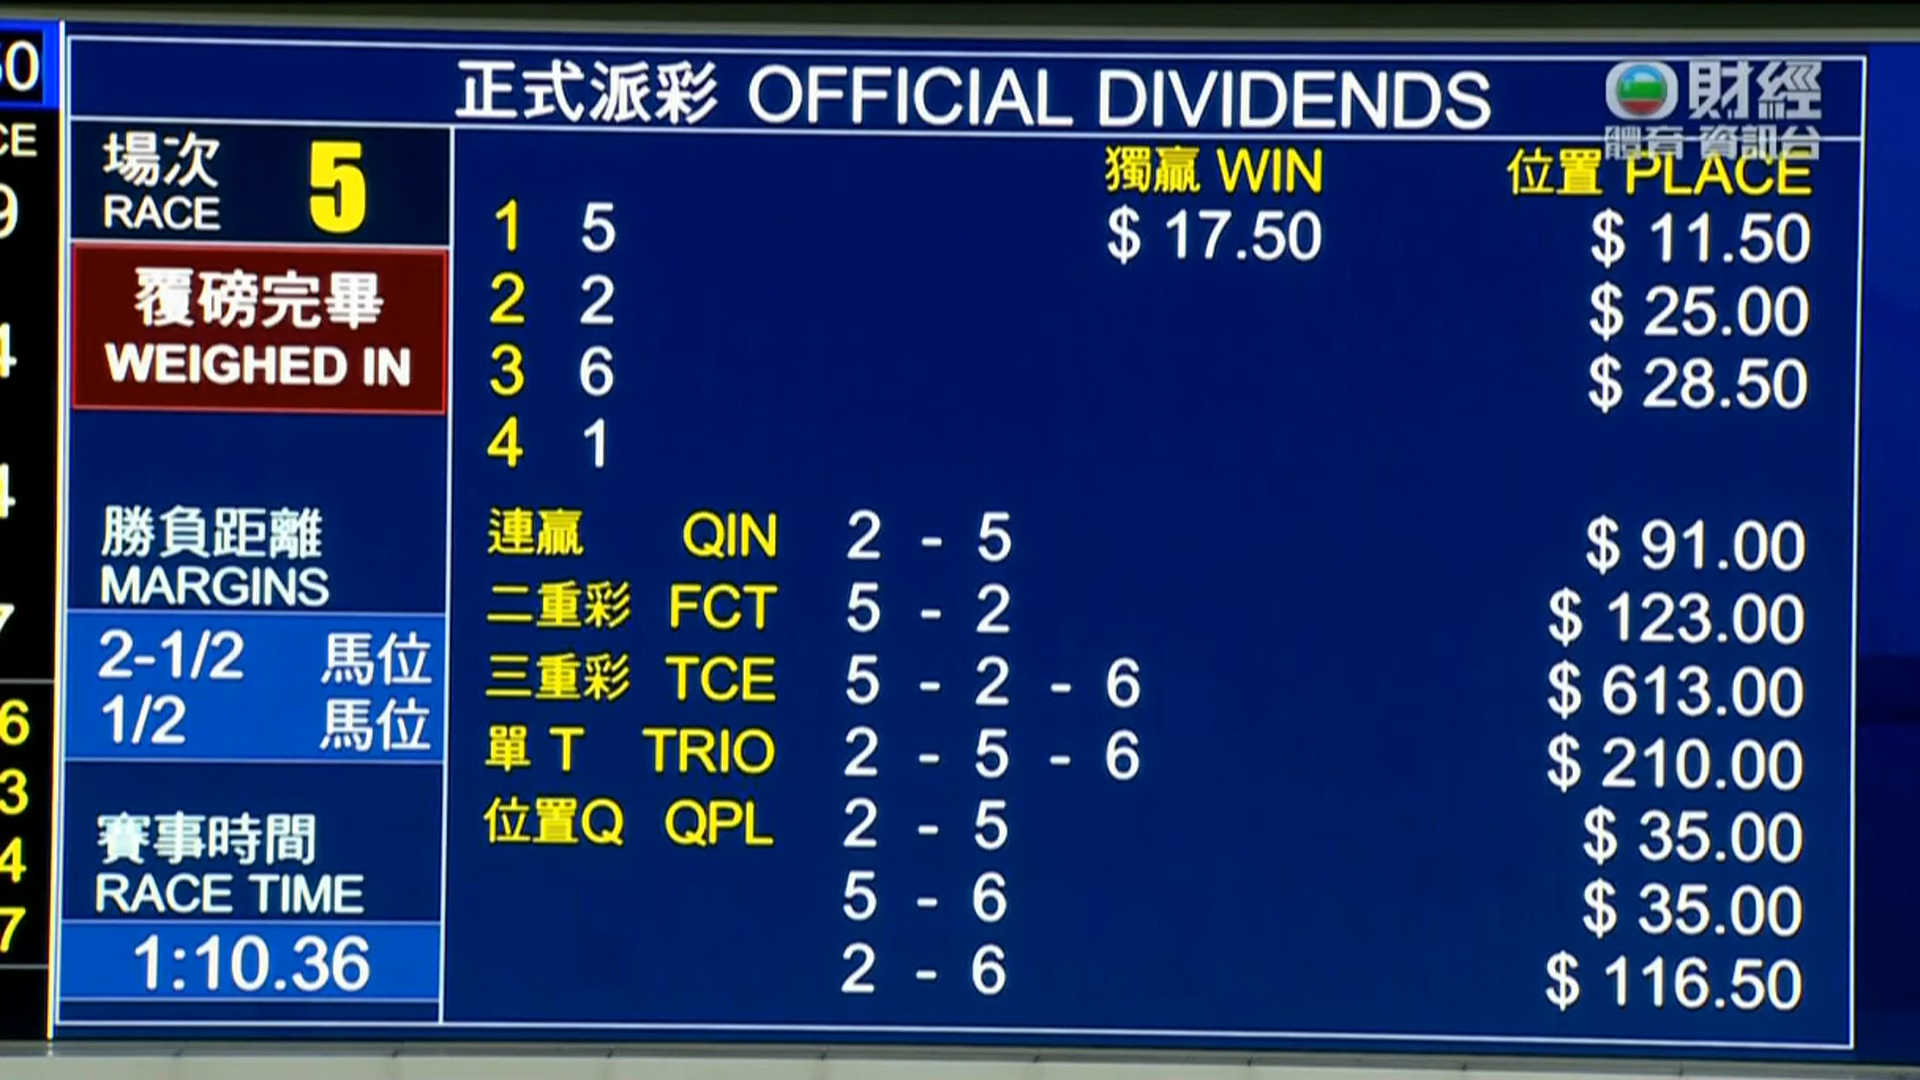 正式派彩 OFFICIAL DIVIDENDS
財經
體育 資訊台
場次
RACE 5
覆磅完畢
WEIGHED IN
勝負距離
MARGINS
2-1/2 馬位
1/2 馬位
賽事時間
RACE TIME
1:10.36
獨贏 WIN 位置 PLACE
1 5 $ 17.50 $ 11.50
2 2 $ 25.00
3 6 $ 28.50
4 1
連贏 QIN 2 - 5 $ 91.00
二重彩 FCT 5 - 2 $ 123.00
三重彩 TCE 5 - 2 - 6 $ 613.00
單 T TRIO 2 - 5 - 6 $ 210.00
位置Q QPL 2 - 5 $ 35.00
5 - 6 $ 35.00
2 - 6 $ 116.50